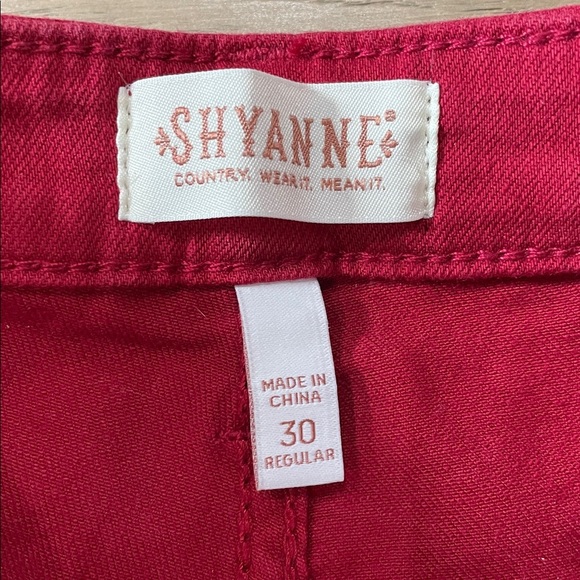 SHYANNE®
COUNTRY. WEAR IT. MEAN IT.
MADE IN
CHINA
30
REGULAR